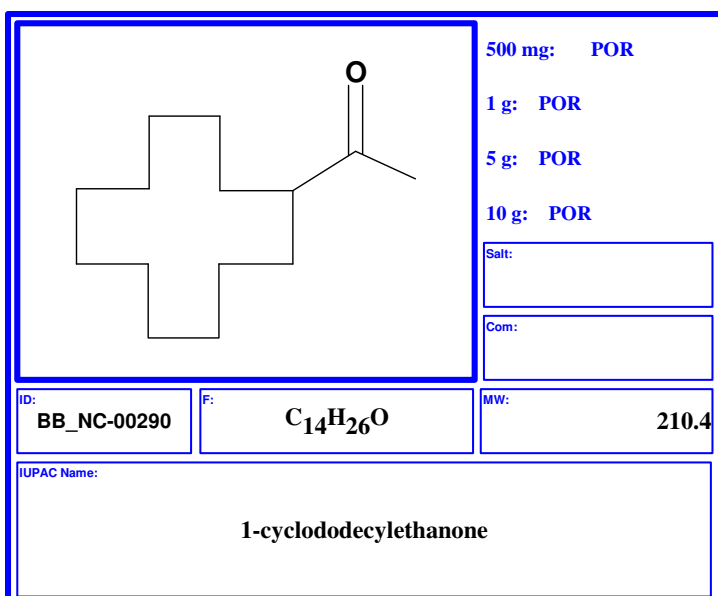 O
500 mg: POR
1 g: POR
5 g: POR
10 g: POR
Salt:
Com:
ID:
BB_NC-00290
F:
C14H26O
MW:
210.4
IUPAC Name:
1-cyclododecylethanone